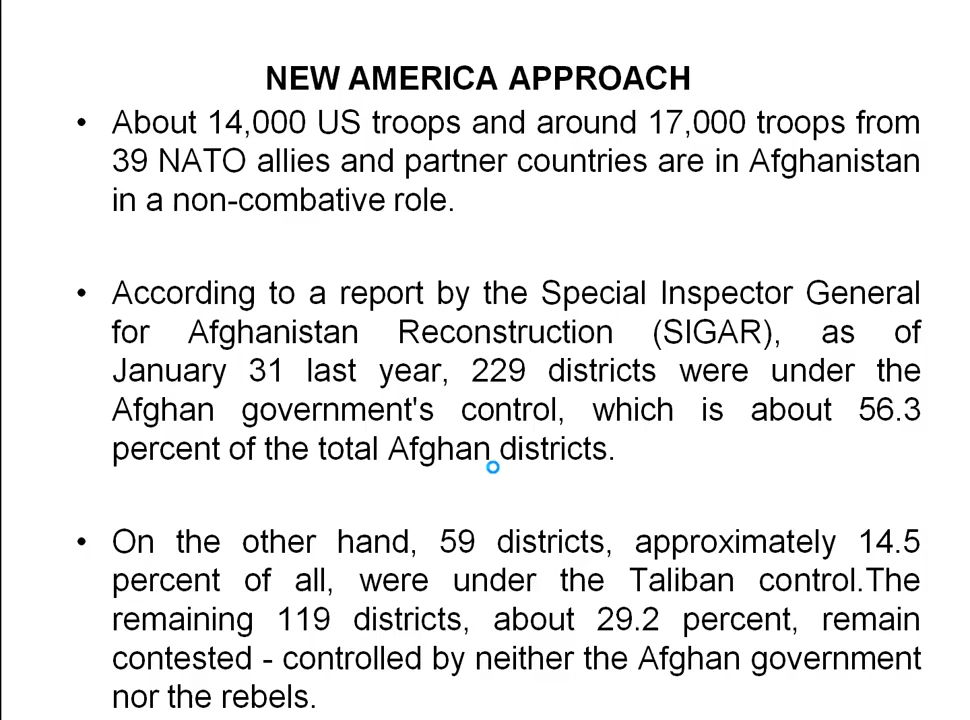 NEW AMERICA APPROACH
• About 14,000 US troops and around 17,000 troops from
39 NATO allies and partner countries are in Afghanistan
in a non-combative role.
• According to a report by the Special Inspector General
for Afghanistan Reconstruction (SIGAR), as of
January 31 last year, 229 districts were under the
Afghan government's control, which is about 56.3
percent of the total Afghan districts.
• On the other hand, 59 districts, approximately 14.5
percent of all, were under the Taliban control.The
remaining 119 districts, about 29.2 percent, remain
contested - controlled by neither the Afghan government
nor the rebels.